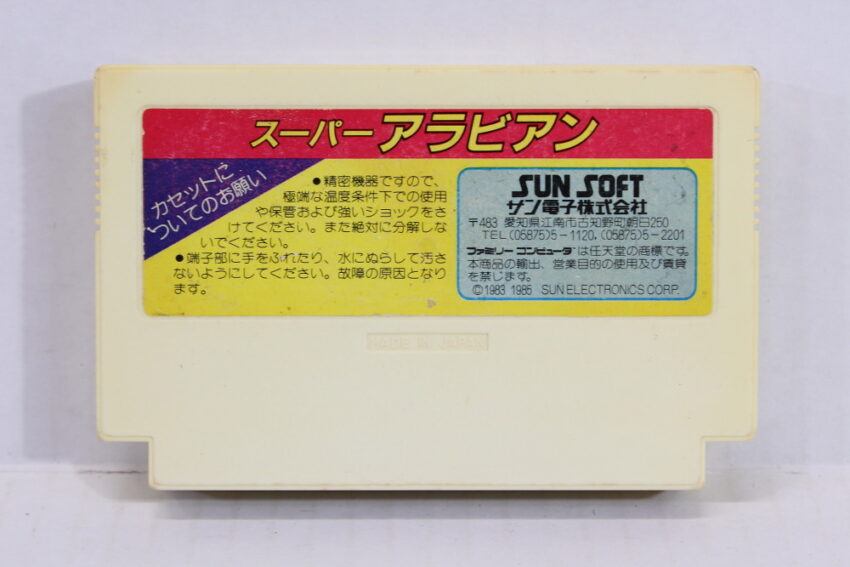 スーパーアラビアン
カセットに
ついてのお願い
●精密機器ですので、
極端な温度条件下での使用
や保管および強いショックをさ
けてください。また絶対に分解しな
いでください。
●端子部に手をふれたり、水にぬらして汚さ
ないようにしてください。故障の原因となり
ます。
SUN SOFT
サン電子株式会社
〒483 愛知県江南市古知野町朝日250
TEL(05875)5-1120,(05875)5-2201
ファミリーコンピュータは任天堂の商標です。
本商品の輸出、営業目的の使用及び賃貸
を禁じます。
©1983 1985 SUN ELECTRONICS CORP.
MADE IN JAPAN